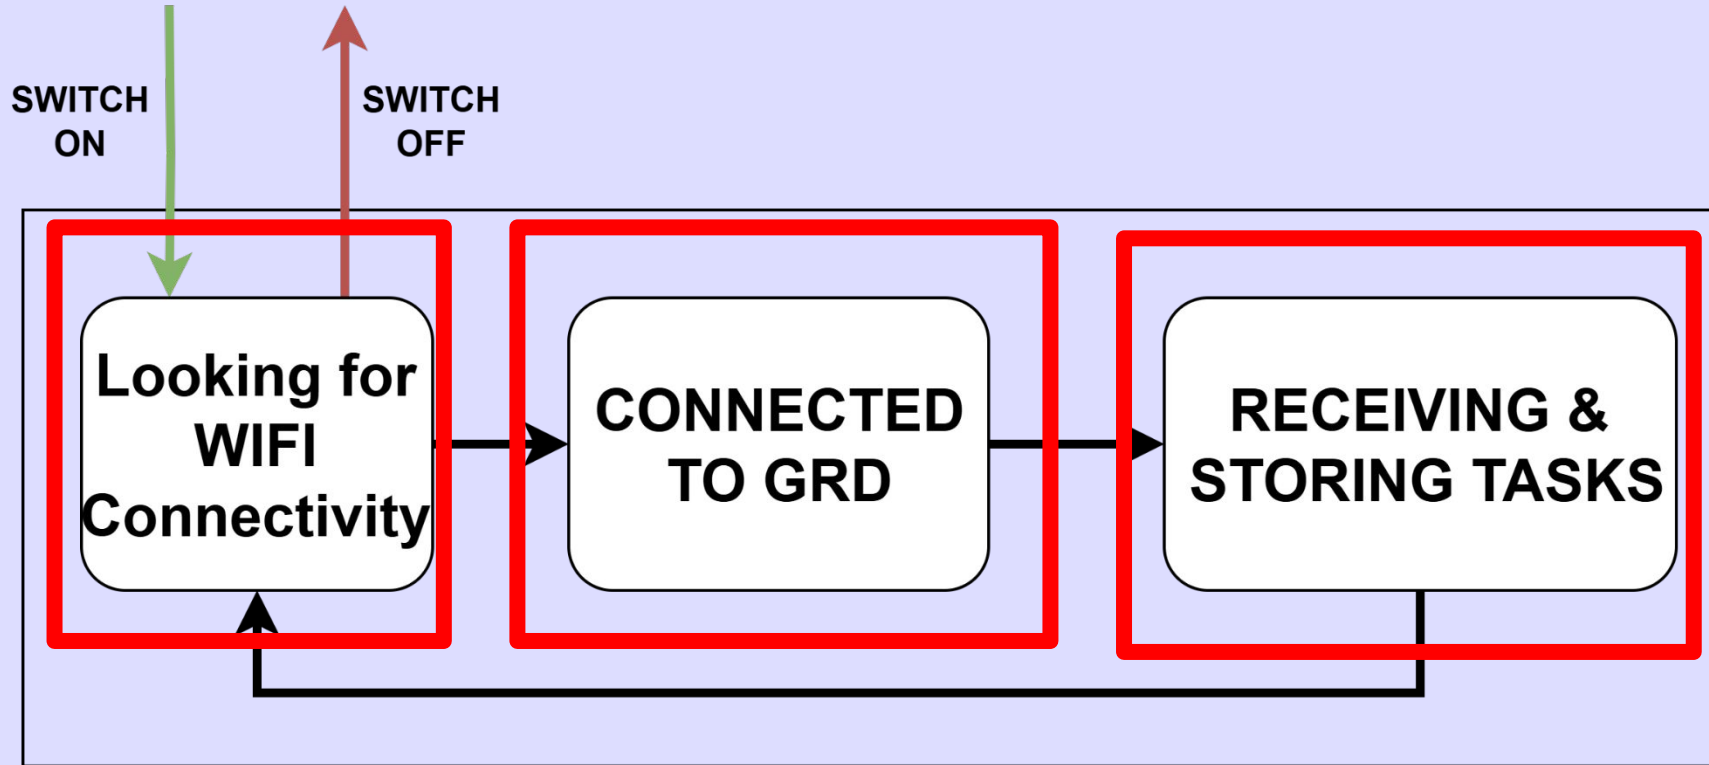 SWITCH
ON
SWITCH
OFF
Looking for
WIFI
Connectivity
CONNECTED
TO GRD
RECEIVING &
STORING TASKS